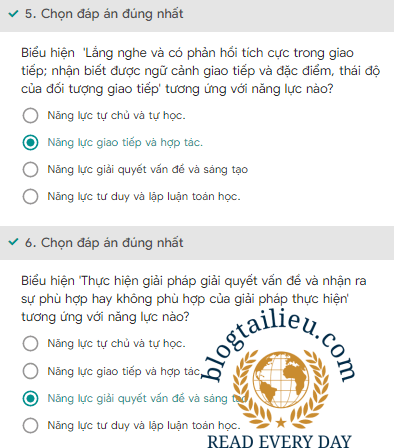 ✓ 5. Chọn đáp án đúng nhất
Biểu hiện 'Lắng nghe và có phản hồi tích cực trong giao
tiếp; nhận biết được ngữ cảnh giao tiếp và đặc điểm, thái độ
của đối tượng giao tiếp' tương ứng với năng lực nào?
Năng lực tự chủ và tự học.
Năng lực giao tiếp và hợp tác.
Năng lực giải quyết vấn đề và sáng tạo
Năng lực tư duy và lập luận toán học.
✓ 6. Chọn đáp án đúng nhất
Biểu hiện 'Thực hiện giải pháp giải quyết vấn đề và nhận ra
sự phù hợp hay không phù hợp của giải pháp thực hiện'
tương ứng với năng lực nào?
Năng lực tự chủ và tự học.
Năng lực giao tiếp và hợp tác.
Năng lực giải quyết vấn đề và sáng
Năng lực tư duy và lập luận toán học.
blogtailieu.com
READ EVERY DAY